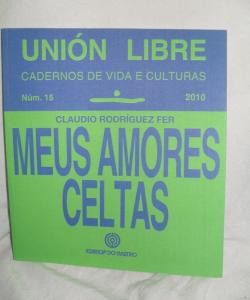 UNIÓN LIBRE
CADERNOS DE VIDA E CULTURAS
Núm. 15 2010
CLAUDIO RODRÍGUEZ FER
MEUS AMORES
CELTAS